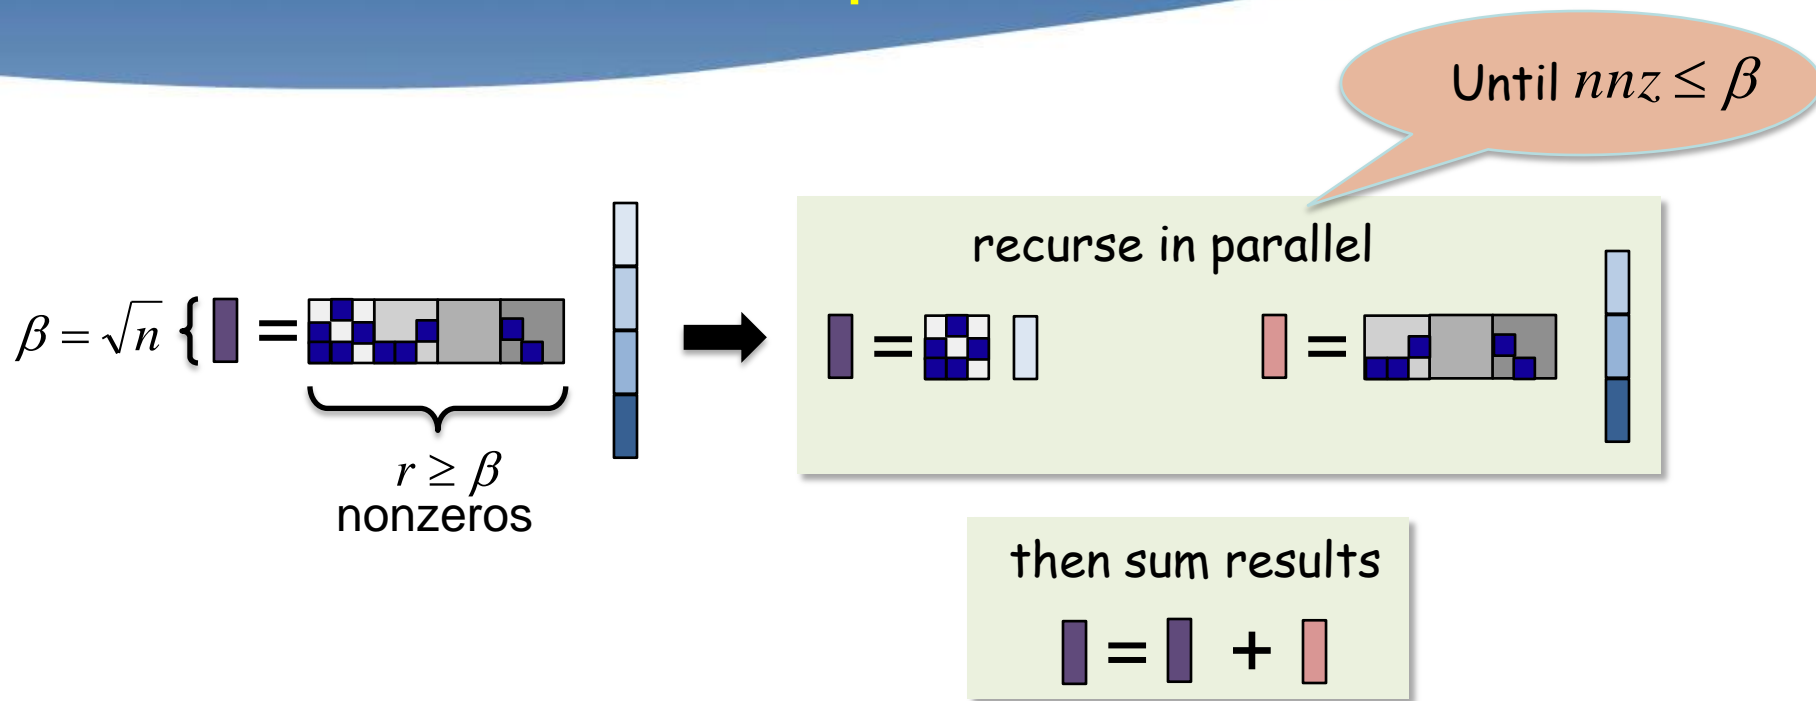 Until nnz ≤ β
recurse in parallel
β = √n { = 
=
=
r ≥ β
nonzeros
then sum results
= +